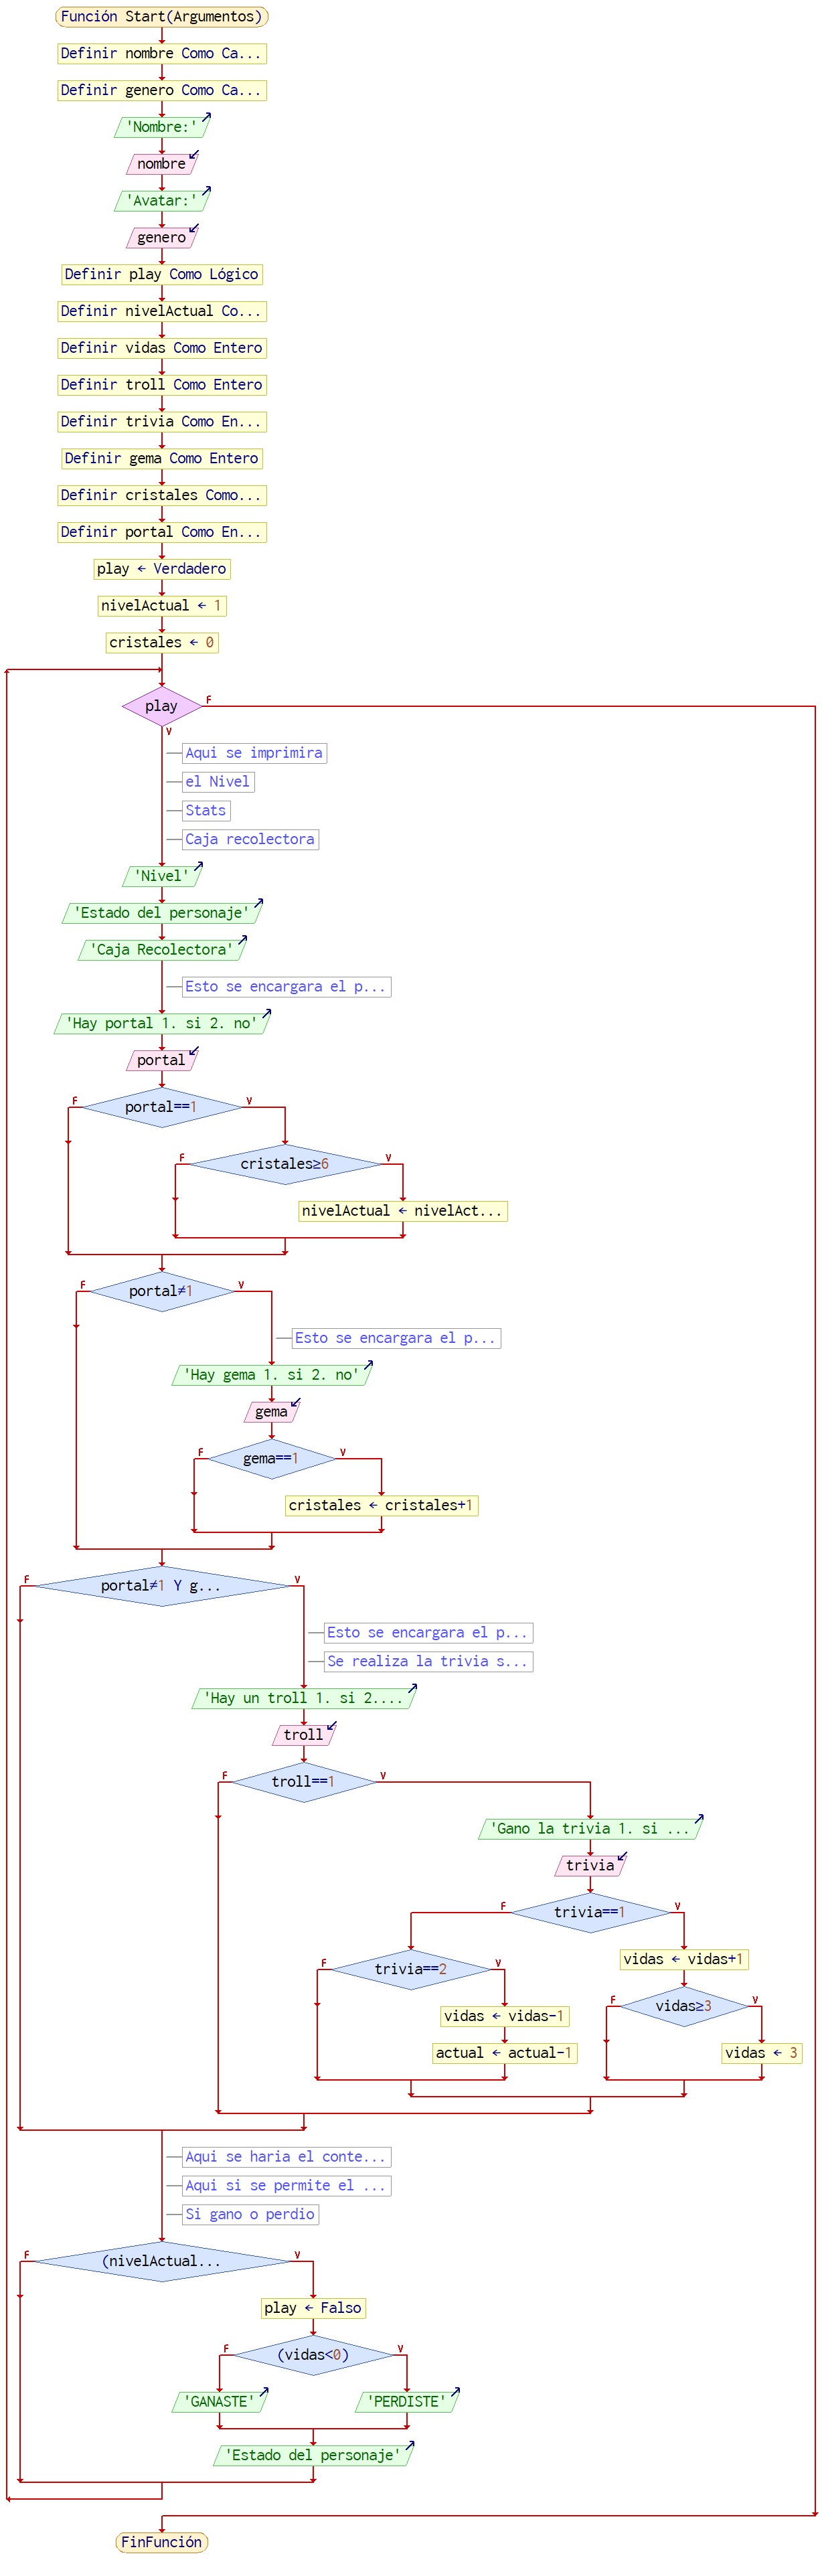 Función Start(Argumentos)
Definir nombre Como Ca...
Definir genero Como Ca...
'Nombre:'
nombre
'Avatar:'
genero
Definir play Como Lógico
Definir nivelActual Co...
Definir vidas Como Entero
Definir troll Como Entero
Definir trivia Como En...
Definir gema Como Entero
Definir cristales Como...
Definir portal Como En...
play ← Verdadero
nivelActual ← 1
cristales ← 0
play
F
V
Aqui se imprimira
el Nivel
Stats
Caja recolectora
'Nivel'
'Estado del personaje'
'Caja Recolectora'
Esto se encargara el p...
'Hay portal 1. si 2. no'
portal
F
portal==1
V
F
cristales≥6
V
nivelActual ← nivelAct...
F
portal≠1
V
Esto se encargara el p...
'Hay gema 1. si 2. no'
gema
F
gema==1
V
cristales ← cristales+1
F
portal≠1 Y g...
V
Esto se encargara el p...
Se realiza la trivia s...
'Hay un troll 1. si 2....
troll
F
troll==1
V
'Gano la trivia 1. si ...
trivia
F
trivia==1
V
vidas ← vidas+1
F
trivia==2
V
F
vidas≥3
V
vidas ← vidas-1
actual ← actual-1
vidas ← 3
Aqui se haria el conte...
Aqui si se permite el ...
Si gano o perdio
F
(nivelActual...
V
play ← Falso
F
(vidas<0)
V
'GANASTE'
'PERDISTE'
'Estado del personaje'
FinFunción